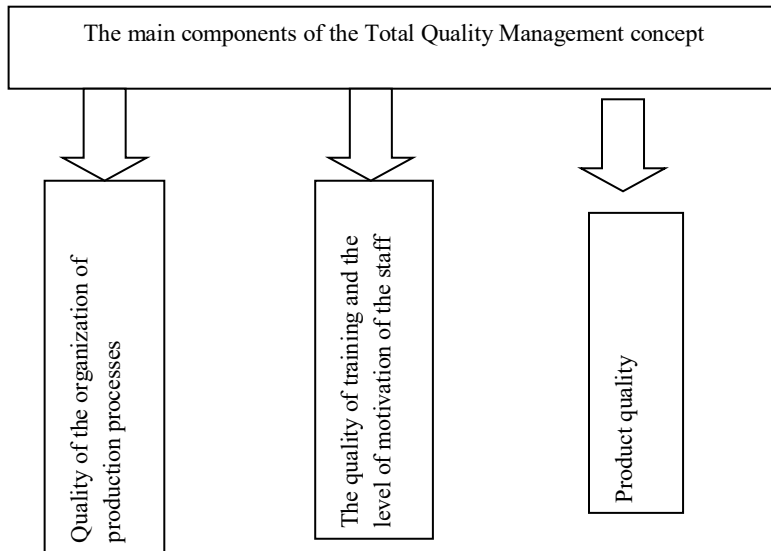 The main components of the Total Quality Management concept
Quality of the organization of
production processes
The quality of training and the
level of motivation of the staff
Product quality